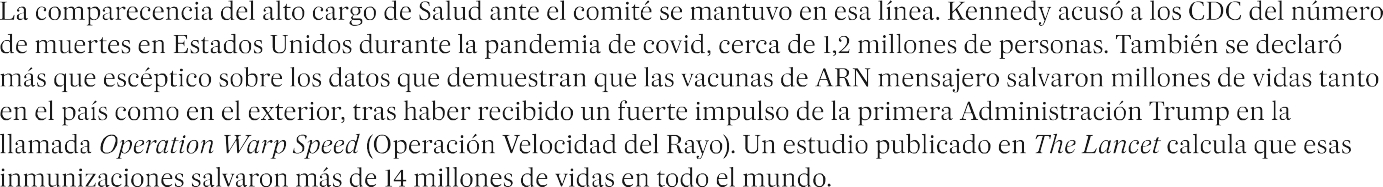 La comparecencia del alto cargo de Salud ante el comité se mantuvo en esa línea. Kennedy acusó a los CDC del número
de muertes en Estados Unidos durante la pandemia de covid, cerca de 1,2 millones de personas. También se declaró
más que escéptico sobre los datos que demuestran que las vacunas de ARN mensajero salvaron millones de vidas tanto
en el país como en el exterior, tras haber recibido un fuerte impulso de la primera Administración Trump en la
llamada Operation Warp Speed (Operación Velocidad del Rayo). Un estudio publicado en The Lancet calcula que esas
inmunizaciones salvaron más de 14 millones de vidas en todo el mundo.